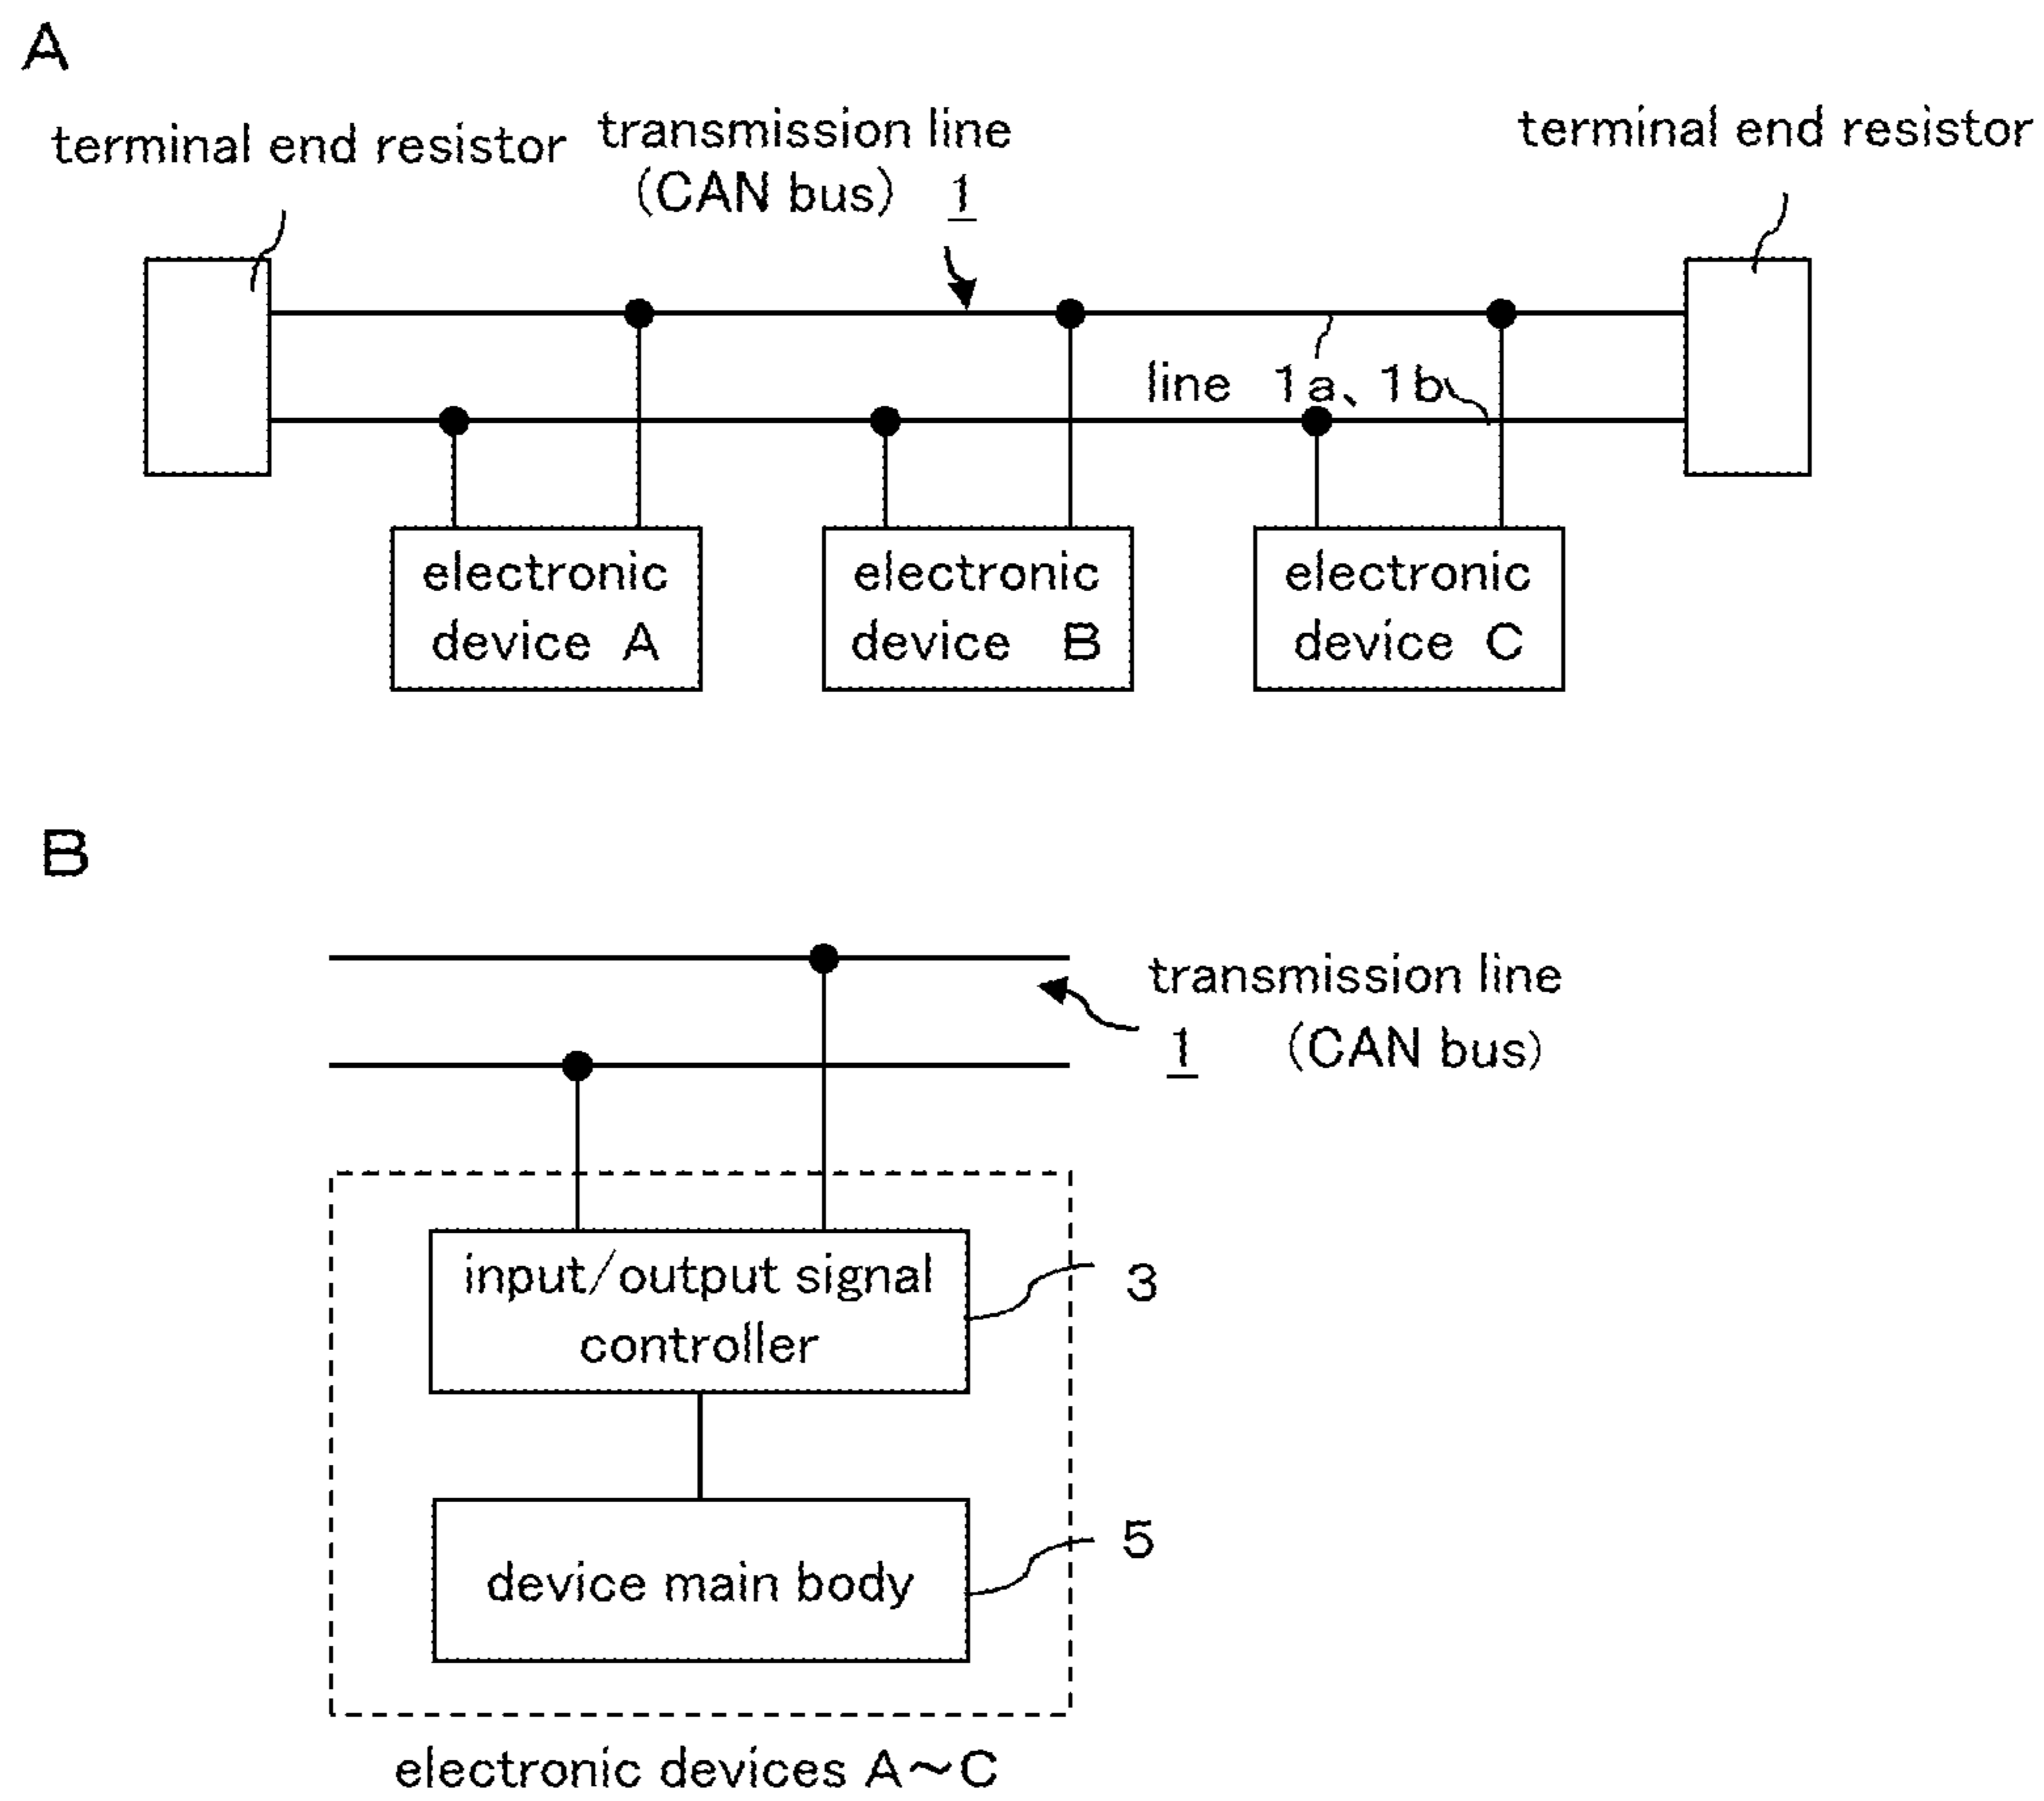 A
terminal end resistor
transmission line
(CAN bus) 1
terminal end resistor
line 1a、1b
electronic
device A
electronic
device B
electronic
device C
B
transmission line
1 (CAN bus)
input/output signal
controller
3
device main body
5
electronic devices A～C